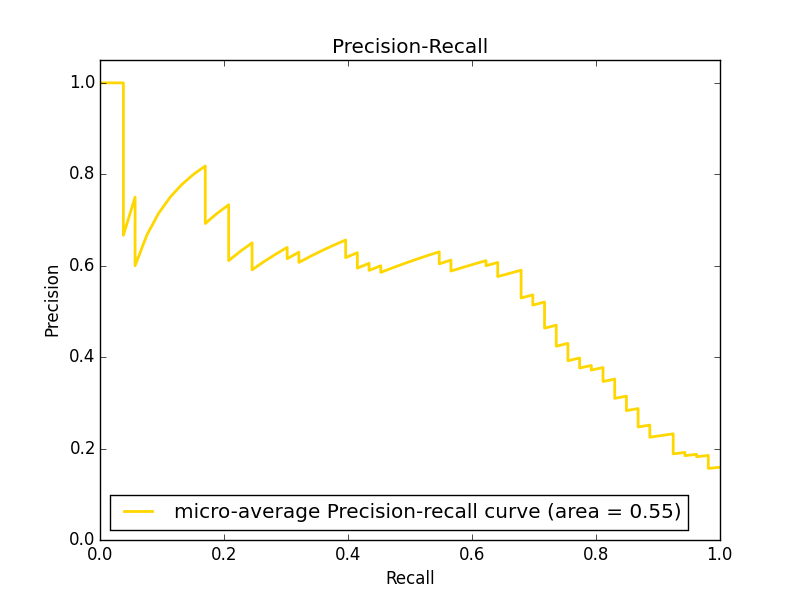 Precision-Recall
1.0
0.8
0.6
0.4
0.2
0.0
Precision
micro-average Precision-recall curve (area = 0.55)
0.0 0.2 0.4 0.6 0.8 1.0
Recall